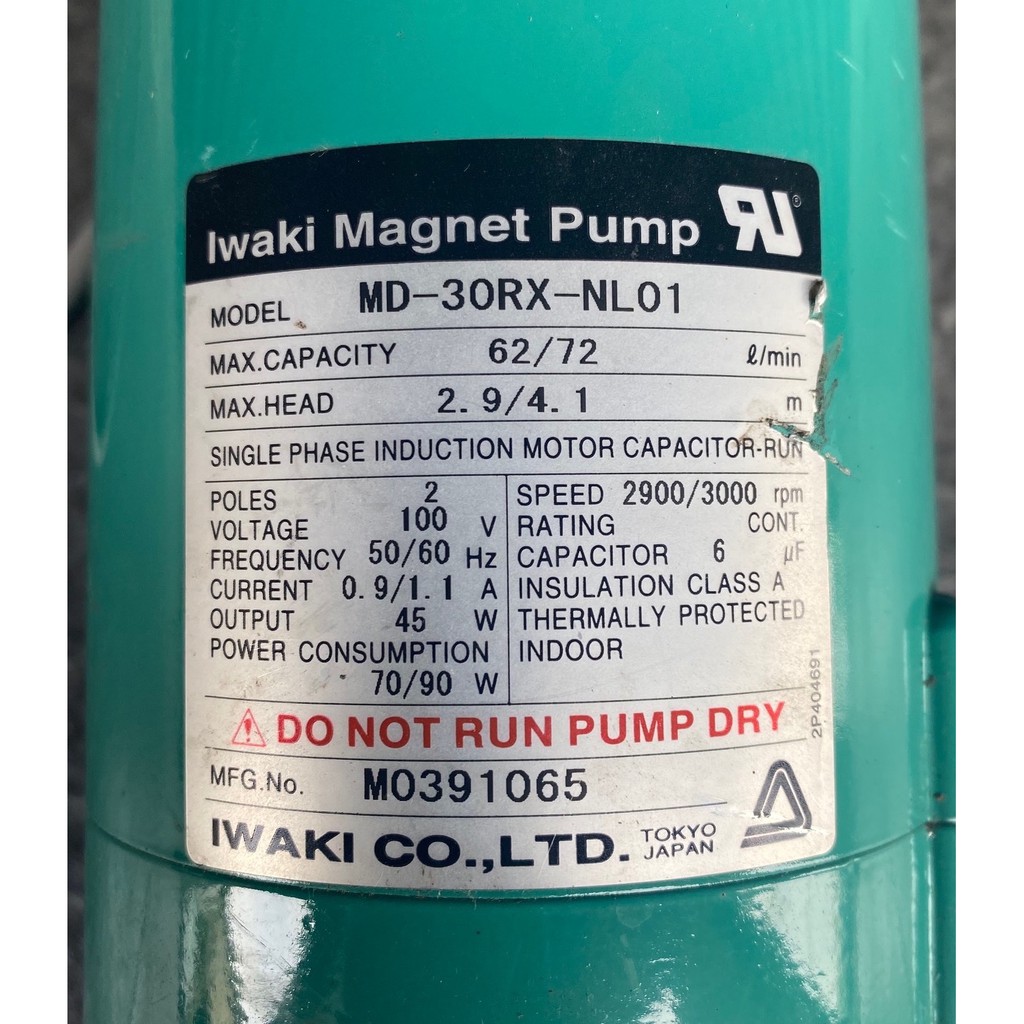 Iwaki Magnet Pump RU ®
MODEL MD-30RX-NL01
MAX.CAPACITY 62/72 ℓ/min
MAX.HEAD 2.9/4.1 m
SINGLE PHASE INDUCTION MOTOR CAPACITOR-RUN
POLES 2
VOLTAGE 100 V
FREQUENCY 50/60 Hz
CURRENT 0.9/1.1 A
OUTPUT 45 W
POWER CONSUMPTION
70/90 W
SPEED 2900/3000 rpm
RATING CONT.
CAPACITOR 6 µF
INSULATION CLASS A
THERMALLY PROTECTED
INDOOR
2P404691
DO NOT RUN PUMP DRY
MFG.No. M0391065
IWAKI CO.,LTD. TOKYO
JAPAN